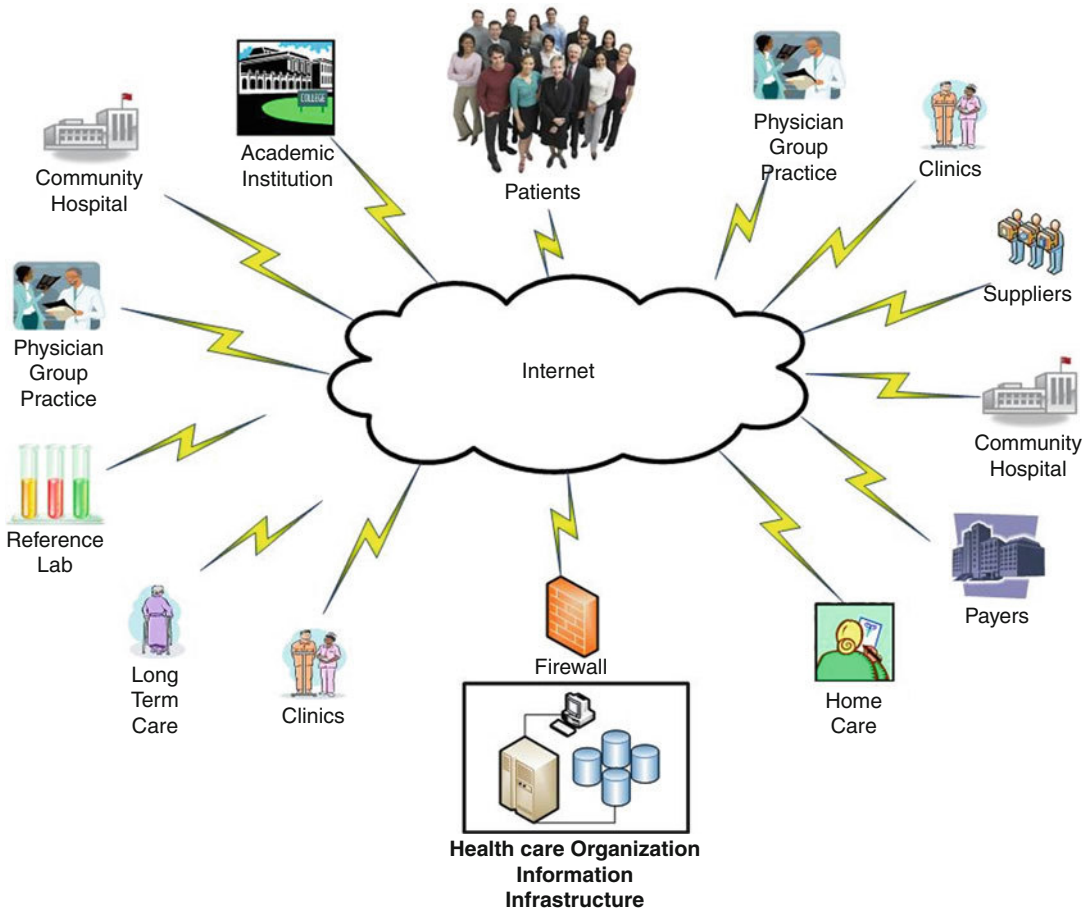 COLLEGE
Academic
Institution
Patients
Physician
Group
Practice
Clinics
Community
Hospital
Suppliers
Physician
Group
Practice
Internet
Community
Hospital
Reference
Lab
Payers
Long
Term
Care
Clinics
Firewall
Home
Care
Health care Organization
Information
Infrastructure